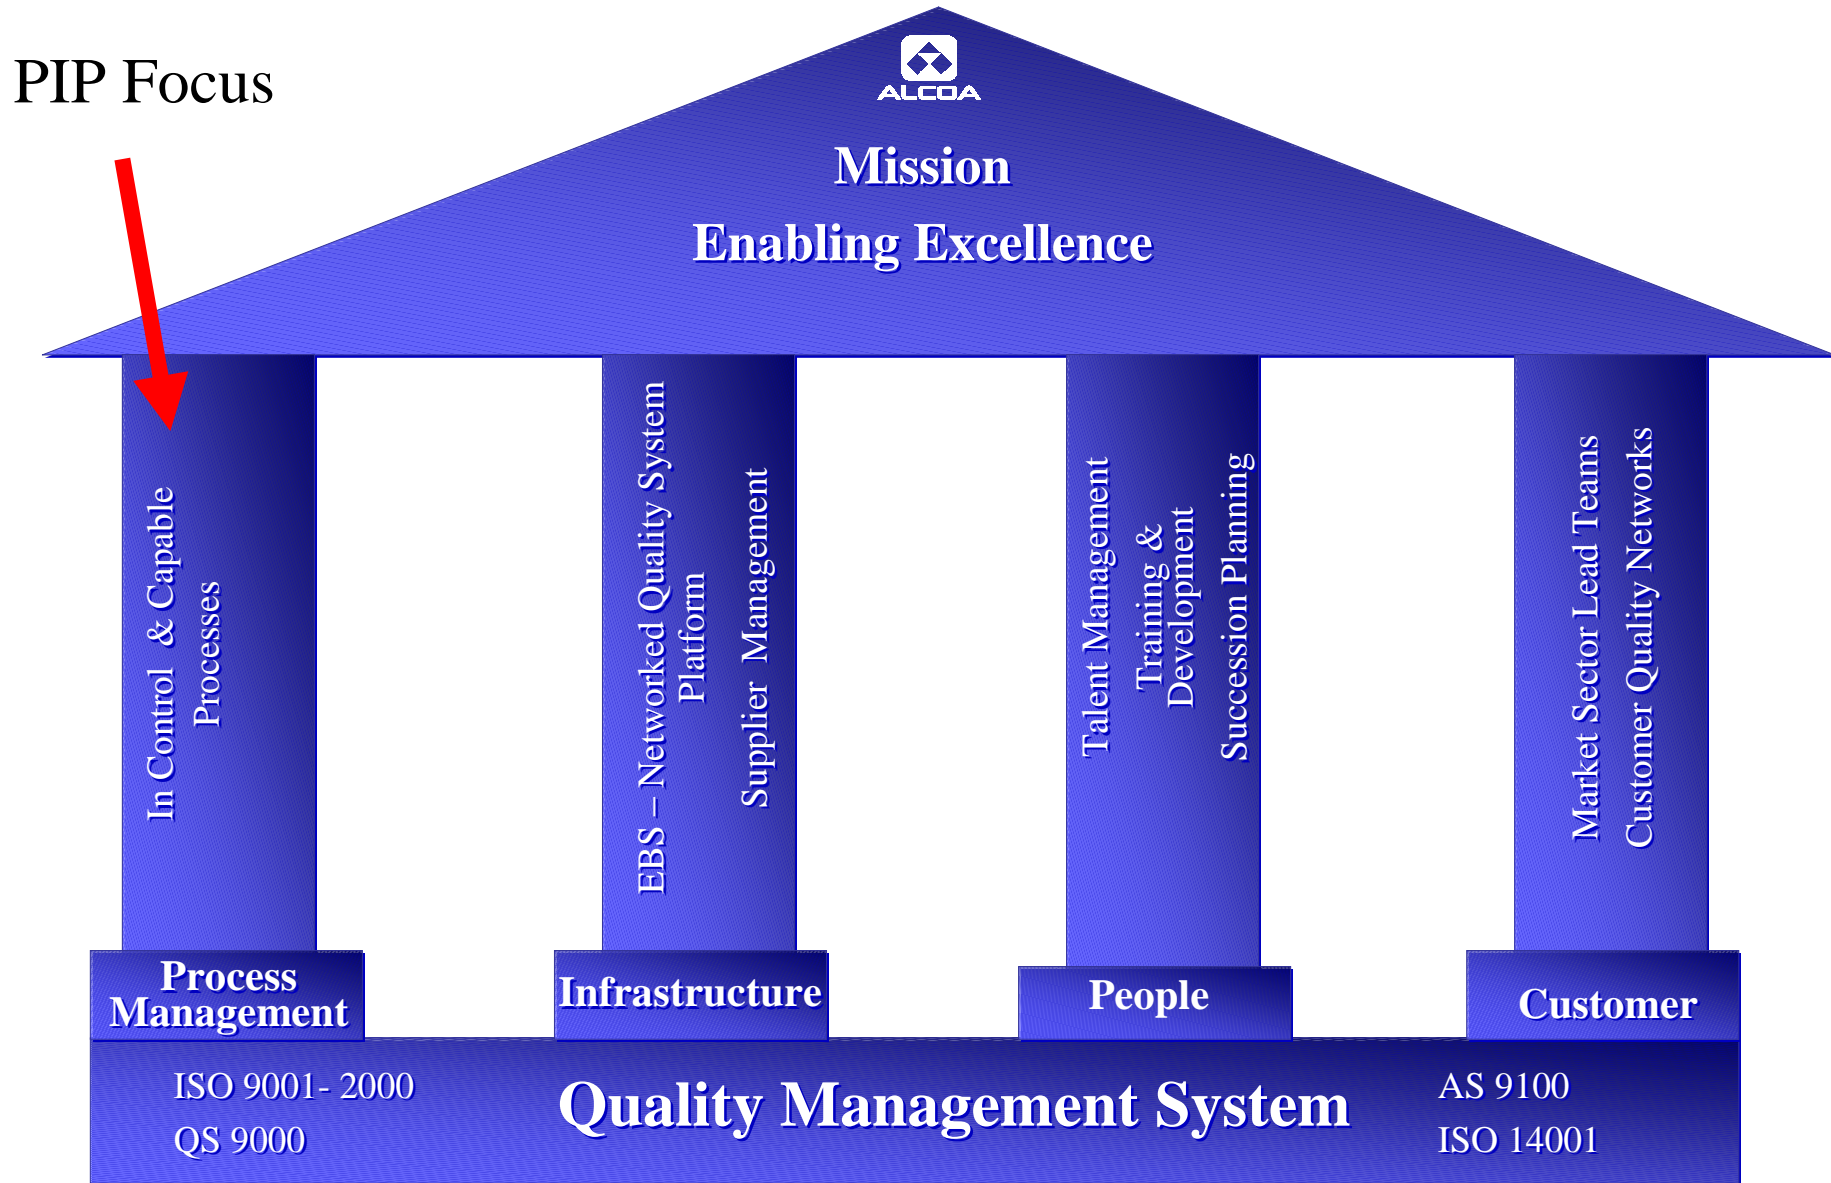 PIP Focus
ALCOA
Mission
Enabling Excellence
In Control & Capable
Processes
EBS – Networked Quality System
Platform
Supplier Management
Talent Management
Training &
Development
Succession Planning
Market Sector Lead Teams
Customer Quality Networks
Process
Management
Infrastructure
People
Customer
ISO 9001- 2000
QS 9000
Quality Management System
AS 9100
ISO 14001